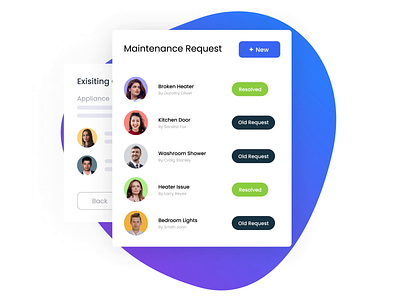 Maintenance Request
+ New
Exisiting
Appliance
Broken Heater
By Dorothy Oliver
Resolved
Kitchen Door
By Sandra Fox
Old Request
Washroom Shower
By Craig Stanley
Old Request
Heater Issue
By Larry Reyes
Resolved
Bedroom Lights
By Smith John
Old Request
Back